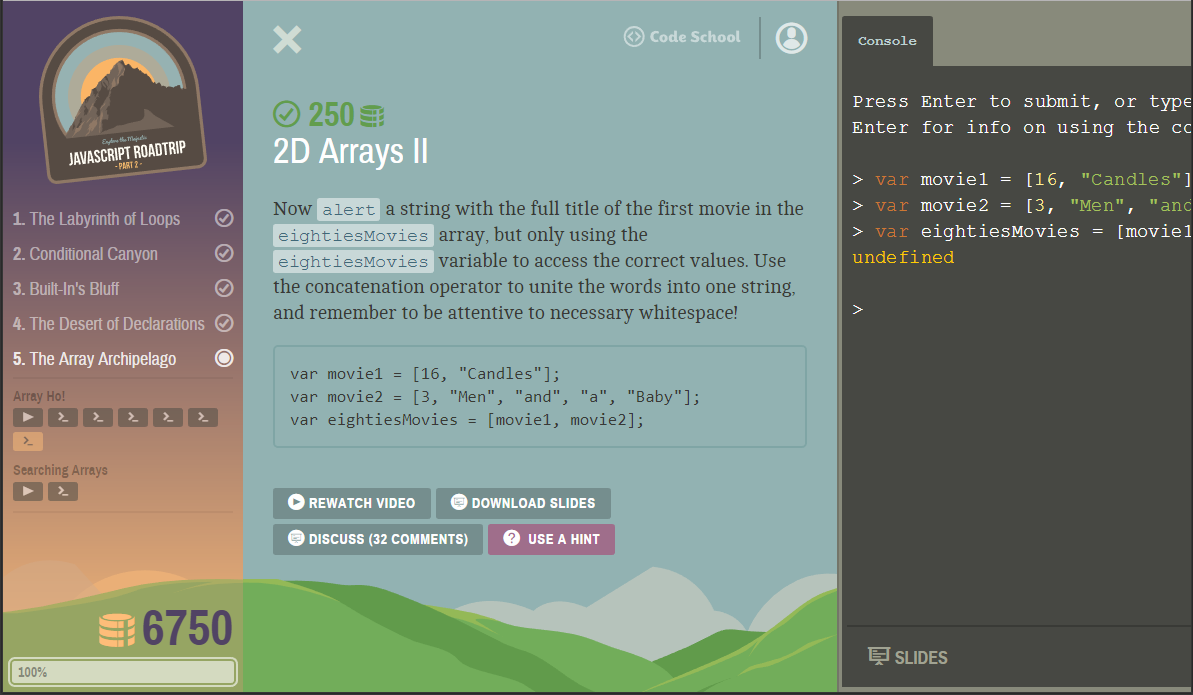 Explore the Majestic
JAVASCRIPT ROADTRIP
- PART 2 -
1. The Labyrinth of Loops
2. Conditional Canyon
3. Built-In's Bluff
4. The Desert of Declarations
5. The Array Archipelago
Array Ho!
Searching Arrays
6750
100%
Code School
250
2D Arrays II
Now alert a string with the full title of the first movie in the
eightiesMovies array, but only using the
eightiesMovies variable to access the correct values. Use
the concatenation operator to unite the words into one string,
and remember to be attentive to necessary whitespace!
var movie1 = [16, "Candles"];
var movie2 = [3, "Men", "and", "a", "Baby"];
var eightiesMovies = [movie1, movie2];
REWATCH VIDEO
DOWNLOAD SLIDES
DISCUSS (32 COMMENTS)
? USE A HINT
Console
Press Enter to submit, or type
Enter for info on using the co
> var movie1 = [16, "Candles"]
> var movie2 = [3, "Men", "and
> var eightiesMovies = [movie1
undefined
>
SLIDES